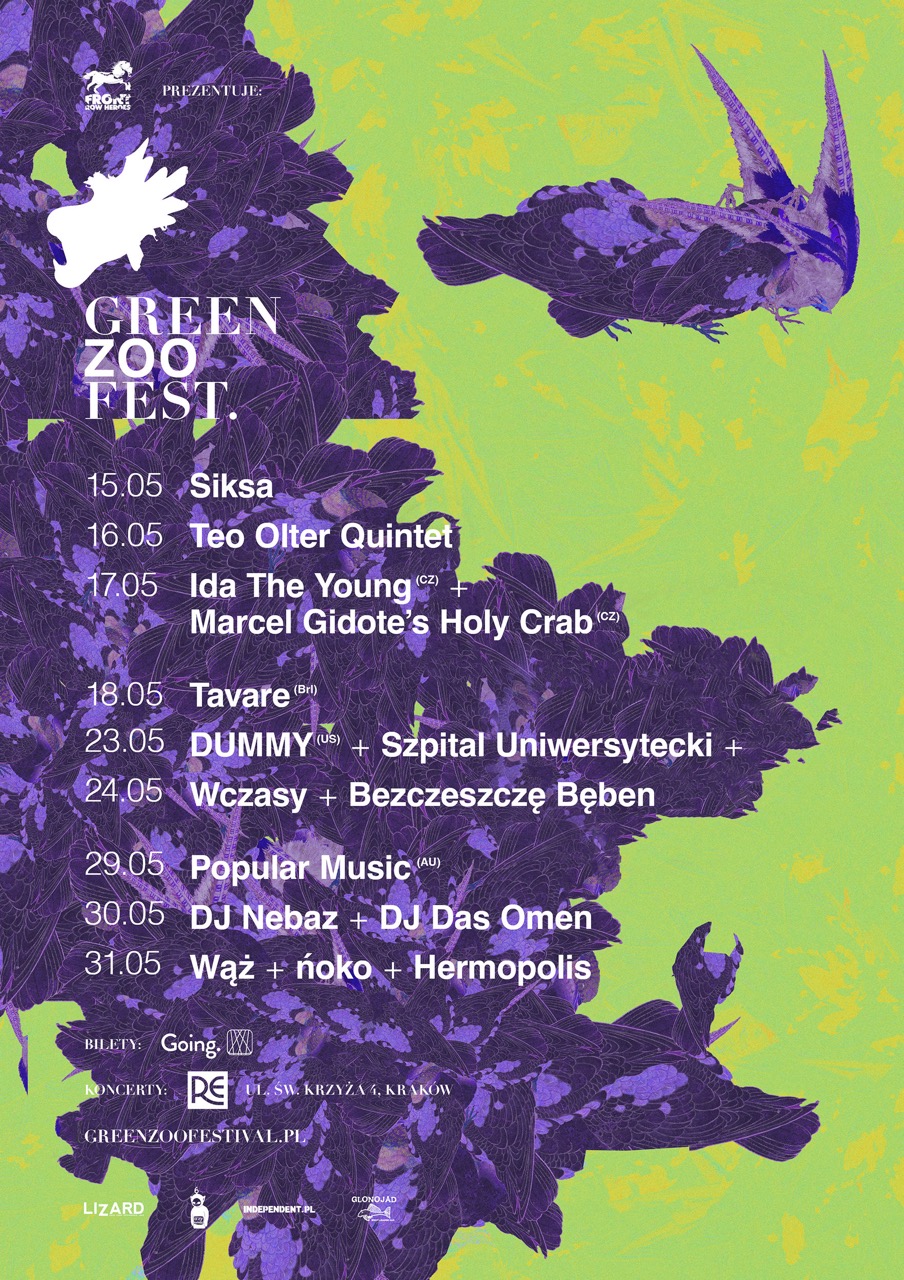 FRONT
ROW HEROES
PREZENTUJE:
GREEN
ZOO
FEST.
15.05 Siksa
16.05 Teo Olter Quintet
17.05 Ida The Young (CZ) +
Marcel Gidote's Holy Crab (CZ)
18.05 Tavare (Brl)
23.05 DUMMY (US) + Szpital Uniwersytecki +
24.05 Wczasy + Bezczeszczę Bęben
29.05 Popular Music (AU)
30.05 DJ Nebaz + DJ Das Omen
31.05 Wąż + ńoko + Hermopolis
BILETY: Going.
KONCERTY: RE UL. ŚW. KRZYŻA 4, KRAKÓW
GREENZOOFESTIVAL.PL
LIZARD INDEPENDENT.PL GLONOJAD